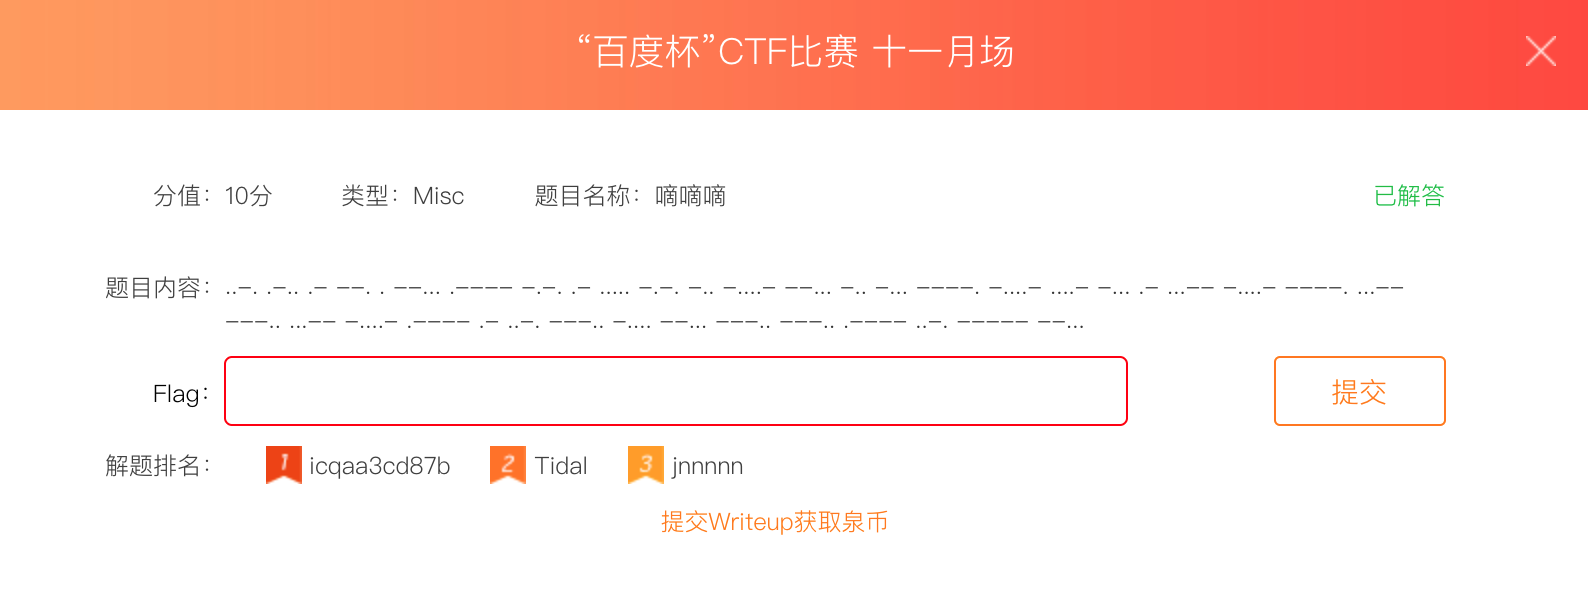 “百度杯”CTF比赛 十一月场
分值：10分 类型：Misc 题目名称：嘀嘀嘀 已解答
题目内容：..-. .-.. .- --. . --... .---- -.-. .- ..... -.-. -.. -....- --... -.. -... ----. -....- ....- -... .- ...-- -....- ----. ...--
---.. ...-- -....- .---- .- ..-. ---.. -.... --... ---.. ---.. .---- ..-. ----- --...
Flag：
提交
解题排名： 1 icqaa3cd87b 2 Tidal 3 jnnnnn
提交Writeup获取泉币